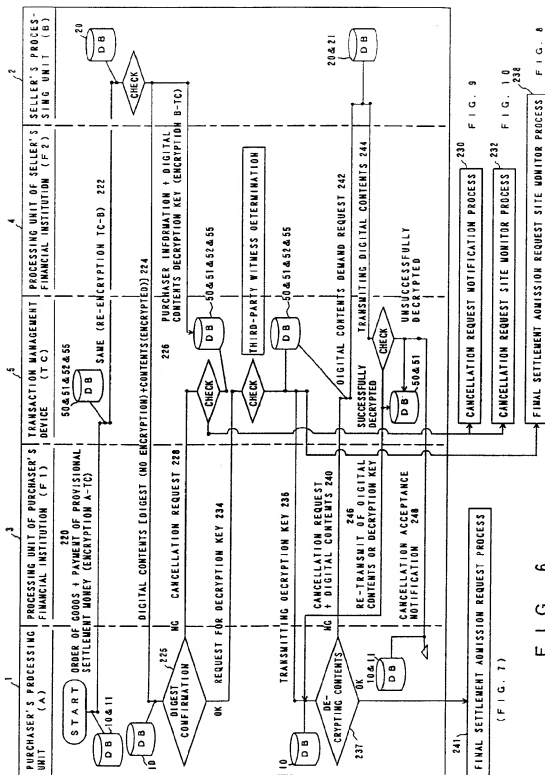 1
PURCHASER'S PROCESSING
UNIT (A)
3
PROCESSING UNIT OF PURCHASER'S
FINANCIAL INSTITUTION (F1)
5
TRANSACTION MANAGEMENT
DEVICE (TC)
4
PROCESSING UNIT OF SELLER'S
FINANCIAL INSTITUTION (F2)
2
SELLER'S PROCES-
SING UNIT (B)
START
220
ORDER OF GOODS + PAYMENT OF PROVISIONAL
SETTLEMENT MONEY (ENCRYPTION A-TC)
DB
10&11
50&51&52&55
DB
SAME (RE-ENCRYPTION TC-B) 222
20
DB
CHECK
DIGITAL CONTENTS [DIGEST (NO ENCRYPTION)+CONTENTS(ENCRYPTED)] 224
DB
10
225
DIGEST
CONFIRMATION
226
PURCHASER INFORMATION + DIGITAL
CONTENTS DECRYPTION KEY (ENCRYPTION B-TC)
DB
50&51&52&55
NG
CANCELLATION REQUEST 228
CHECK
OK
REQUEST FOR DECRYPTION KEY 234
CHECK
THIRD-PARTY WITNESS DETERMINATION
DB
50&51&52&55
TRANSMITTING DECRYPTION KEY 236
10
DB
DE-
CRYPTING CONTENTS
237
NG
CANCELLATION REQUEST
+ DIGITAL CONTENTS 240
DIGITAL CONTENTS DEMAND REQUEST 242
DB
20&21
TRANSMITTING DIGITAL CONTENTS 244
246
RE-TRANSMIT OF DIGITAL
CONTENTS OR DECRYPTION KEY
SUCCESSFULLY
DECRYPTED
CHECK
UNSUCCESSFULLY
DECRYPTED
DB
50&51
OK
10&11
DB
CANCELLATION ACCEPTANCE
NOTIFICATION 248
CANCELLATION REQUEST NOTIFICATION PROCESS
230
FIG. 9
CANCELLATION REQUEST SITE MONITOR PROCESS
232
FIG. 10
238
FINAL SETTLEMENT ADMISSION REQUEST SITE MONITOR PROCESS
FIG. 8
241
FINAL SETTLEMENT ADMISSION REQUEST PROCESS
(FIG. 7)
FIG. 6